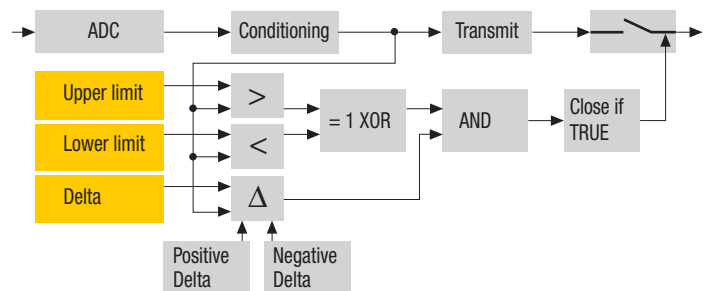 ADC
Conditioning
Transmit
Upper limit
>
Lower limit
<
= 1 XOR
AND
Close if
TRUE
Delta
Δ
Positive
Delta
Negative
Delta